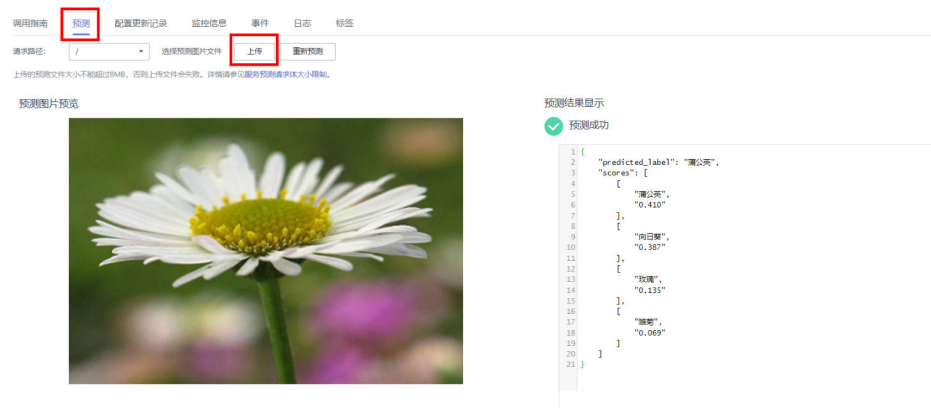 调用指南 预测 配置更新记录 监控信息 事件 日志 标签
请求路径： / 选择预测图片文件 上传 重新预测
上传的预测文件大小不能超过8MB，否则上传文件会失败。详情请参见服务预测请求体大小限制。
预测图片预览
预测结果显示
预测成功
1 {
2 "predicted_label": "蒲公英",
3 "scores": [
4 [
5 "蒲公英",
6 "0.410"
7 ],
8 [
9 "向日葵",
10 "0.387"
11 ],
12 [
13 "玫瑰",
14 "0.135"
15 ],
16 [
17 "雏菊",
18 "0.069"
19 ]
20 ]
21 }